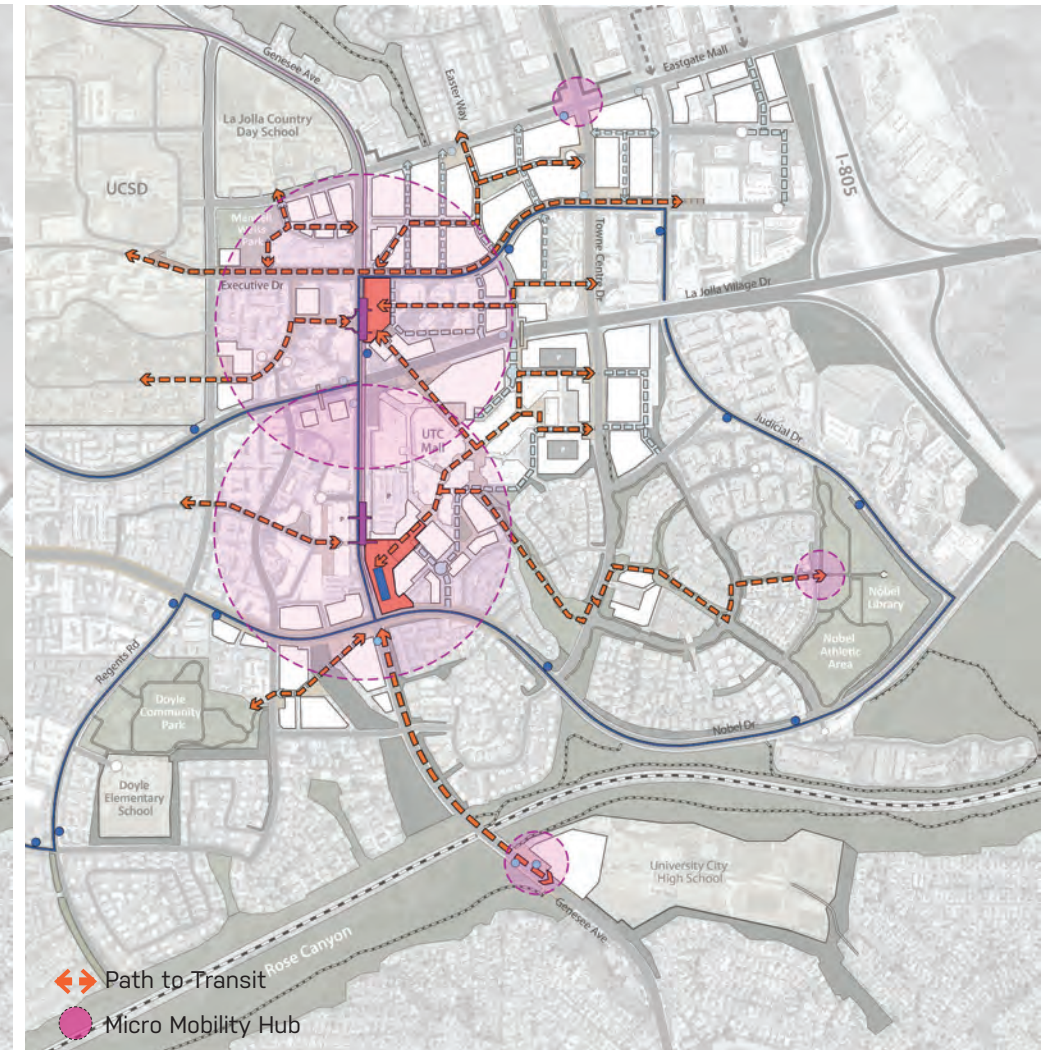 Genesee Ave
Easter Way
Eastgate Mall
La Jolla Country
Day School
UCSD
I-805
Weiss
Park
Executive Dr
Towne Centre Dr
La Jolla Village Dr
UTC
Mall
Judicial Dr
Nobel
Library
Nobel
Athletic
Area
Regents Rd
Doyle
Community
Park
Nobel Dr
Doyle
Elementary
School
University City
High School
Genesee Ave
Rose Canyon
Path to Transit
Micro Mobility Hub